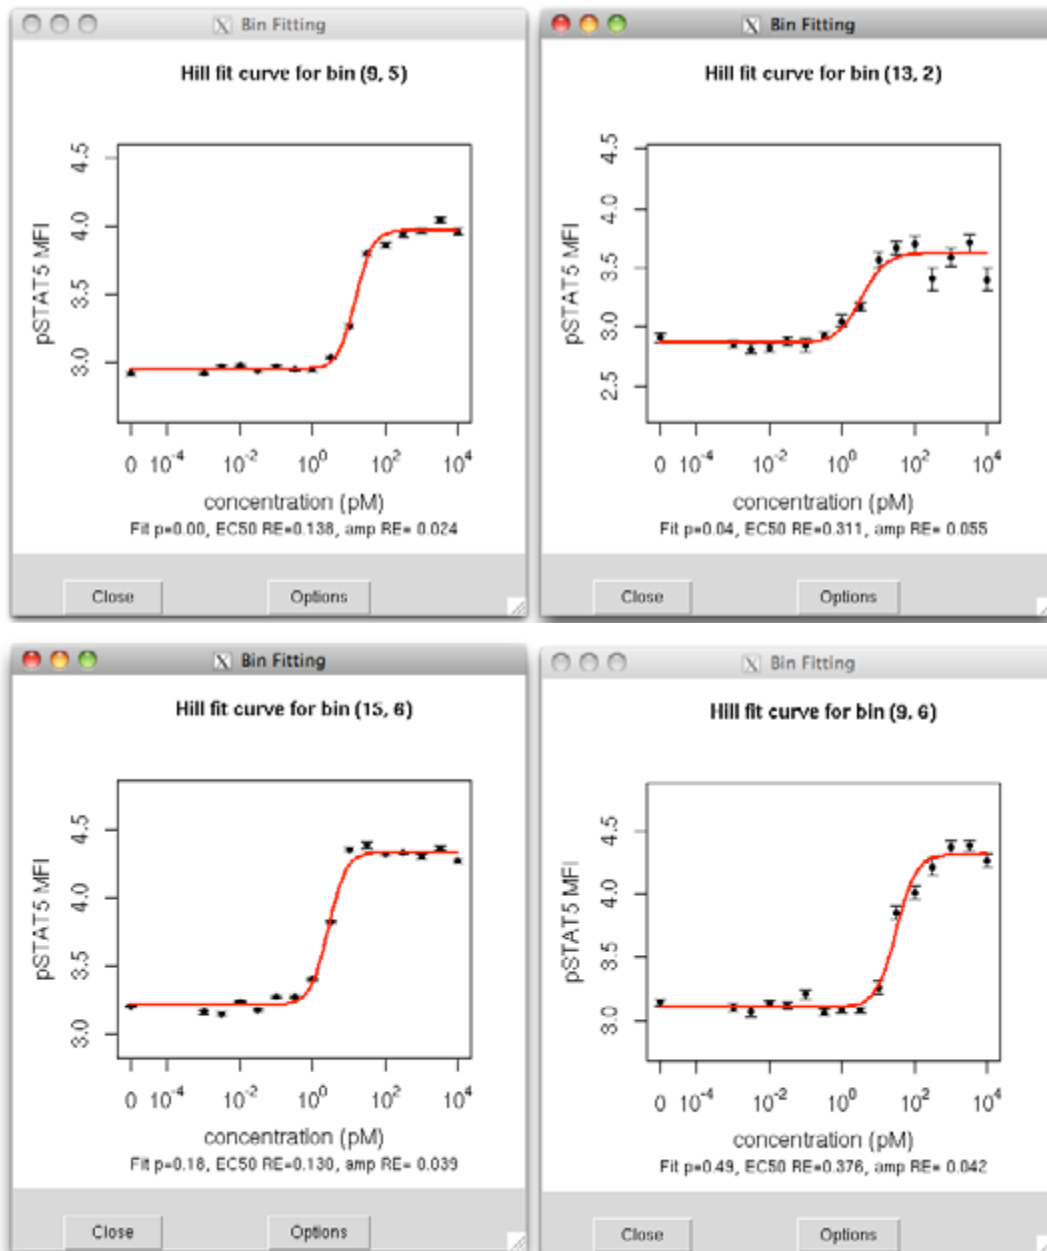 Bin Fitting
Hill fit curve for bin (9, 5)
4.5
4.0
3.5
3.0
pSTAT5 MFI
0 10^-4 10^-2 10^0 10^2 10^4
concentration (pM)
Fit p=0.00, EC50 RE=0.138, amp RE= 0.024
Close Options
Bin Fitting
Hill fit curve for bin (13, 2)
4.5
4.0
3.5
3.0
2.5
pSTAT5 MFI
0 10^-4 10^-2 10^0 10^2 10^4
concentration (pM)
Fit p=0.04, EC50 RE=0.311, amp RE= 0.055
Close Options
Bin Fitting
Hill fit curve for bin (15, 6)
4.5
4.0
3.5
3.0
pSTAT5 MFI
0 10^-4 10^-2 10^0 10^2 10^4
concentration (pM)
Fit p=0.18, EC50 RE=0.130, amp RE= 0.039
Close Options
Bin Fitting
Hill fit curve for bin (9, 6)
4.5
4.0
3.5
3.0
pSTAT5 MFI
0 10^-4 10^-2 10^0 10^2 10^4
concentration (pM)
Fit p=0.49, EC50 RE=0.376, amp RE= 0.042
Close Options